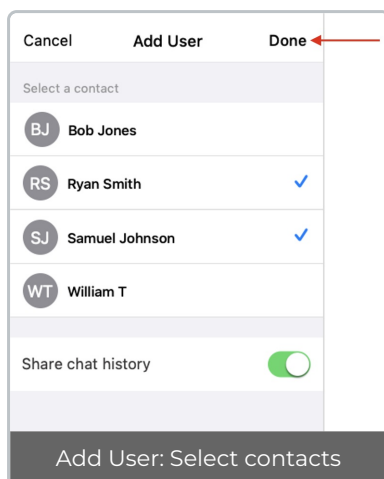 Cancel Add User Done
Select a contact
BJ Bob Jones
RS Ryan Smith
SJ Samuel Johnson
WT William T
Share chat history
Add User: Select contacts